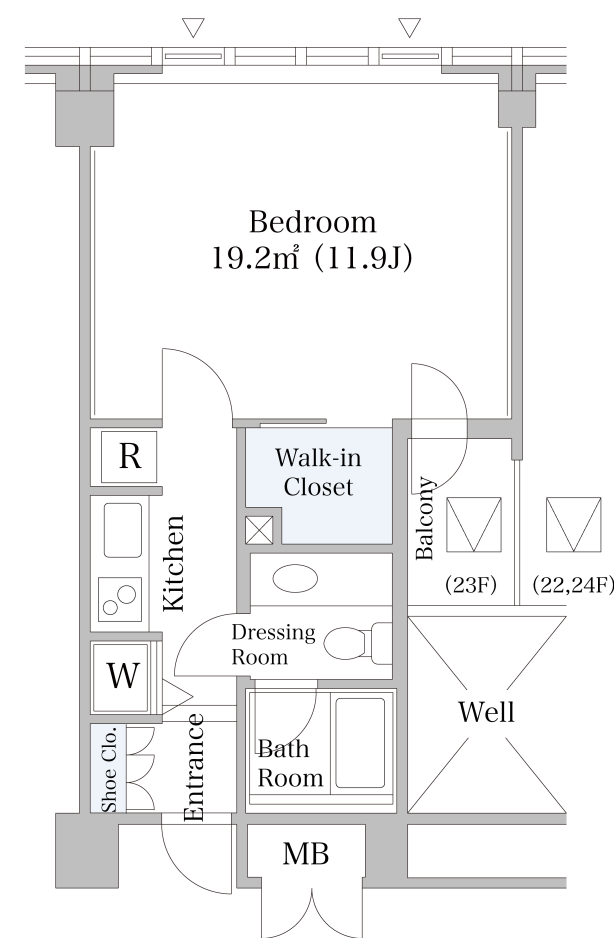 Bedroom
19.2㎡ (11.9J)
R
Walk-in
Closet
Kitchen
Balcony
(23F)
(22,24F)
Dressing
Room
W
Well
Shoe Clo.
Entrance
Bath
Room
MB